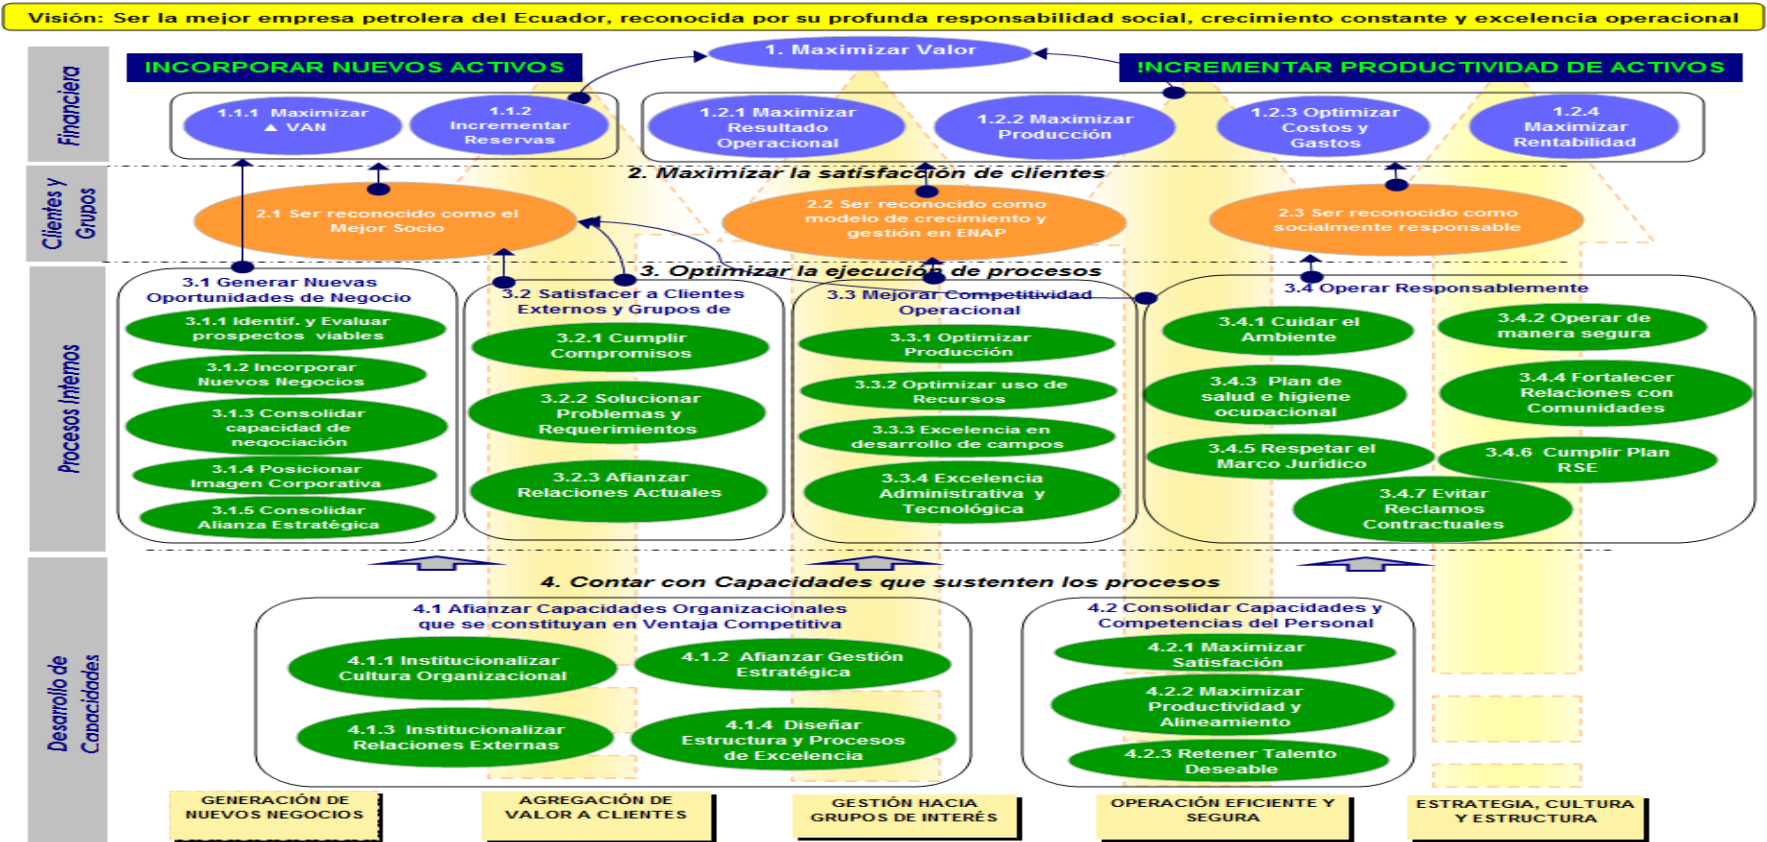 Visión: Ser la mejor empresa petrolera del Ecuador, reconocida por su profunda responsabilidad social, crecimiento constante y excelencia operacional
Financiera
1. Maximizar Valor
INCORPORAR NUEVOS ACTIVOS
INCREMENTAR PRODUCTIVIDAD DE ACTIVOS
1.1.1 Maximizar
▲ VAN
1.1.2
Incrementar
Reservas
1.2.1 Maximizar
Resultado
Operacional
1.2.2 Maximizar
Producción
1.2.3 Optimizar
Costos y
Gastos
1.2.4
Maximizar
Rentabilidad
Clientes y
Grupos
2. Maximizar la satisfacción de clientes
2.1 Ser reconocido como el
Mejor Socio
2.2 Ser reconocido como
modelo de crecimiento y
gestión en ENAP
2.3 Ser reconocido como
socialmente responsable
Procesos Internos
3. Optimizar la ejecución de procesos
3.1 Generar Nuevas
Oportunidades de Negocio
3.1.1 Identif. y Evaluar
prospectos viables
3.1.2 Incorporar
Nuevos Negocios
3.1.3 Consolidar
capacidad de
negociación
3.1.4 Posicionar
Imagen Corporativa
3.1.5 Consolidar
Alianza Estratégica
3.2 Satisfacer a Clientes
Externos y Grupos de
3.2.1 Cumplir
Compromisos
3.2.2 Solucionar
Problemas y
Requerimientos
3.2.3 Afianzar
Relaciones Actuales
3.3 Mejorar Competitividad
Operacional
3.3.1 Optimizar
Producción
3.3.2 Optimizar uso de
Recursos
3.3.3 Excelencia en
desarrollo de campos
3.3.4 Excelencia
Administrativa y
Tecnológica
3.4 Operar Responsablemente
3.4.1 Cuidar el
Ambiente
3.4.2 Operar de
manera segura
3.4.3 Plan de
salud e higiene
ocupacional
3.4.4 Fortalecer
Relaciones con
Comunidades
3.4.5 Respetar el
Marco Jurídico
3.4.6 Cumplir Plan
RSE
3.4.7 Evitar
Reclamos
Contractuales
Desarrollo de
Capacidades
4. Contar con Capacidades que sustenten los procesos
4.1 Afianzar Capacidades Organizacionales
que se constituyan en Ventaja Competitiva
4.1.1 Institucionalizar
Cultura Organizacional
4.1.2 Afianzar Gestión
Estratégica
4.1.3 Institucionalizar
Relaciones Externas
4.1.4 Diseñar
Estructura y Procesos
de Excelencia
4.2 Consolidar Capacidades y
Competencias del Personal
4.2.1 Maximizar
Satisfacción
4.2.2 Maximizar
Productividad y
Alineamiento
4.2.3 Retener Talento
Deseable
GENERACIÓN DE
NUEVOS NEGOCIOS
AGREGACIÓN DE
VALOR A CLIENTES
GESTIÓN HACIA
GRUPOS DE INTERÉS
OPERACIÓN EFICIENTE Y
SEGURA
ESTRATEGIA, CULTURA
Y ESTRUCTURA